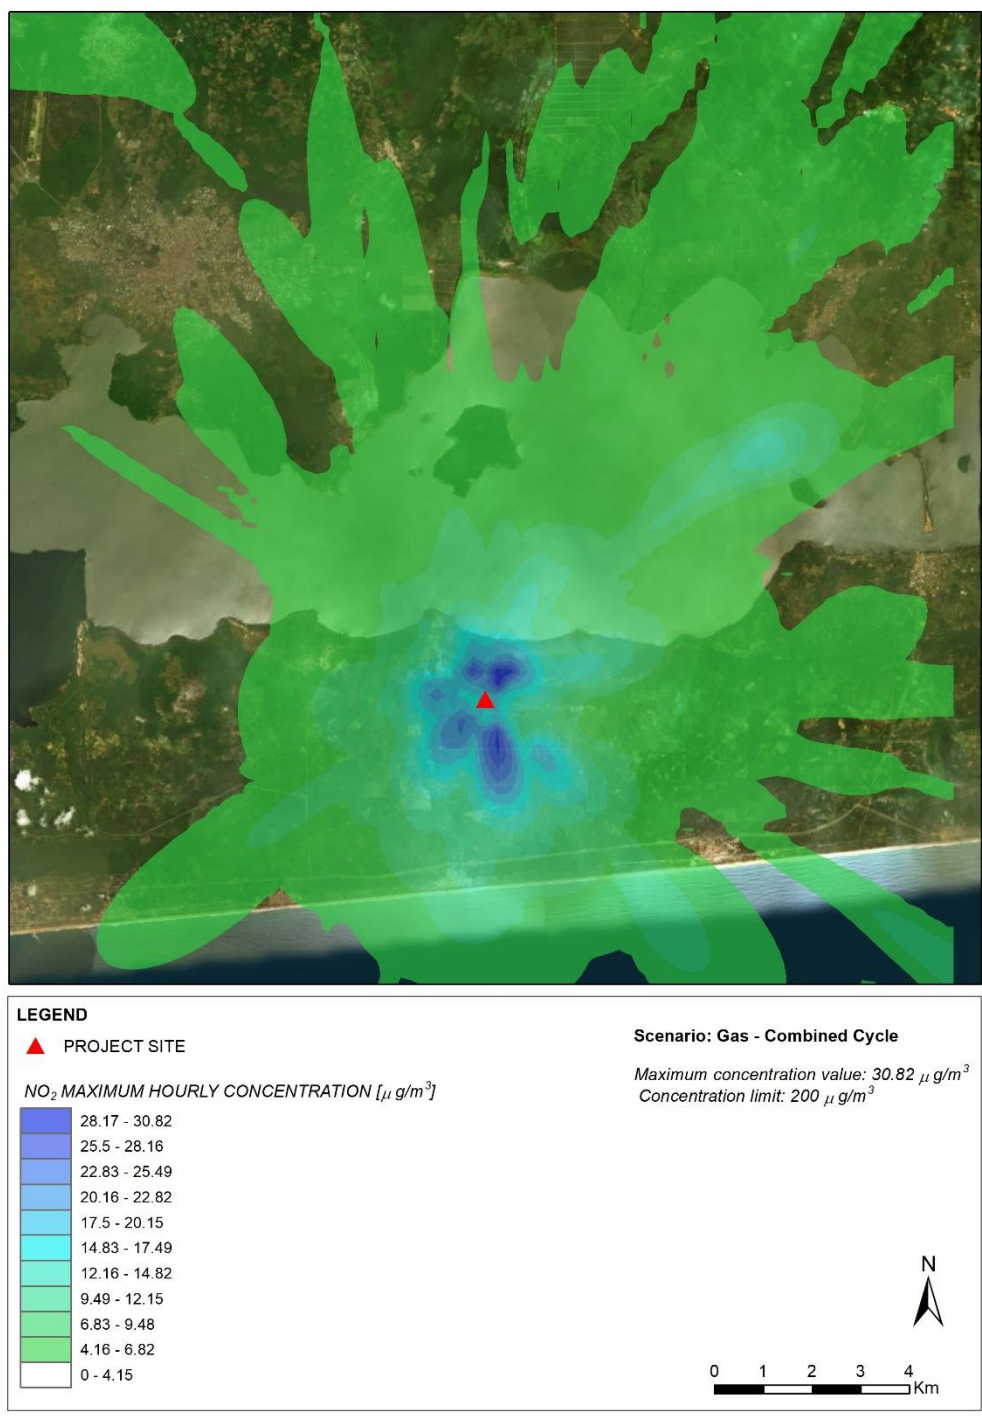 LEGEND
PROJECT SITE
NO₂ MAXIMUM HOURLY CONCENTRATION [μ g/m³]
28.17 - 30.82
25.5 - 28.16
22.83 - 25.49
20.16 - 22.82
17.5 - 20.15
14.83 - 17.49
12.16 - 14.82
9.49 - 12.15
6.83 - 9.48
4.16 - 6.82
0 - 4.15
Scenario: Gas - Combined Cycle
Maximum concentration value: 30.82 μ g/m³
Concentration limit: 200 μ g/m³
N
0 1 2 3 4
Km